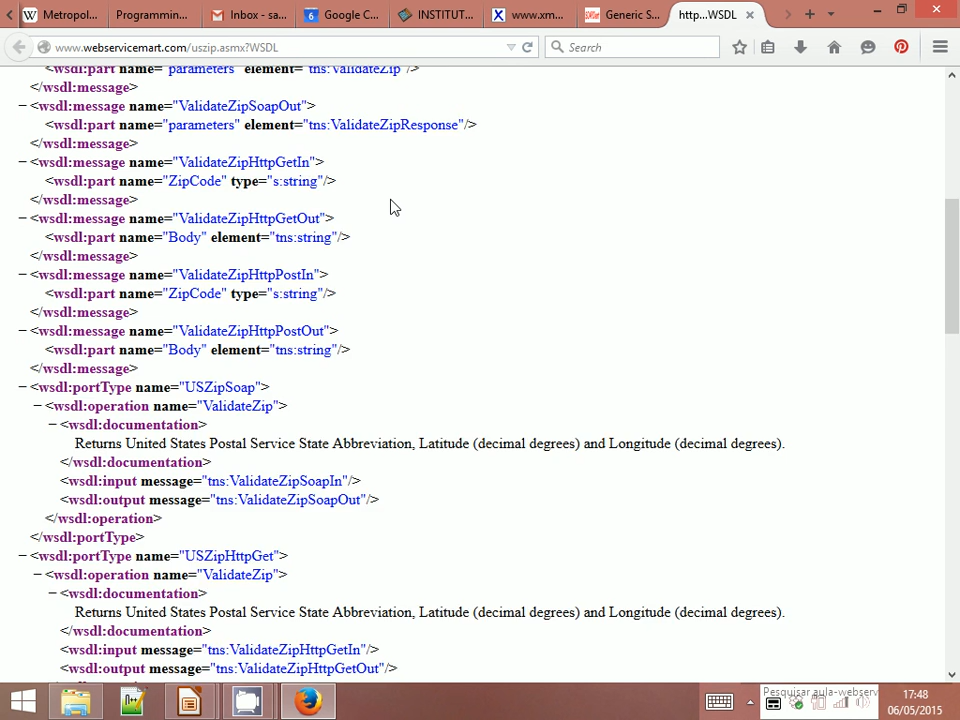 Metropol...
Programmin...
Inbox - sa...
6 Google C...
INSTITUT...
X www.xm...
Generic S...
http...WSDL
www.webservicemart.com/uszip.asmx?WSDL
Search
<wsdl:part name="parameters" element="tns:ValidateZip"/>
</wsdl:message>
− <wsdl:message name="ValidateZipSoapOut">
<wsdl:part name="parameters" element="tns:ValidateZipResponse"/>
</wsdl:message>
− <wsdl:message name="ValidateZipHttpGetIn">
<wsdl:part name="ZipCode" type="s:string"/>
</wsdl:message>
− <wsdl:message name="ValidateZipHttpGetOut">
<wsdl:part name="Body" element="tns:string"/>
</wsdl:message>
− <wsdl:message name="ValidateZipHttpPostIn">
<wsdl:part name="ZipCode" type="s:string"/>
</wsdl:message>
− <wsdl:message name="ValidateZipHttpPostOut">
<wsdl:part name="Body" element="tns:string"/>
</wsdl:message>
− <wsdl:portType name="USZipSoap">
− <wsdl:operation name="ValidateZip">
− <wsdl:documentation>
Returns United States Postal Service State Abbreviation, Latitude (decimal degrees) and Longitude (decimal degrees).
</wsdl:documentation>
<wsdl:input message="tns:ValidateZipSoapIn"/>
<wsdl:output message="tns:ValidateZipSoapOut"/>
</wsdl:operation>
</wsdl:portType>
− <wsdl:portType name="USZipHttpGet">
− <wsdl:operation name="ValidateZip">
− <wsdl:documentation>
Returns United States Postal Service State Abbreviation, Latitude (decimal degrees) and Longitude (decimal degrees).
</wsdl:documentation>
<wsdl:input message="tns:ValidateZipHttpGetIn"/>
<wsdl:output message="tns:ValidateZipHttpGetOut"/>
Pesquisar aula-webserv
17:48
06/05/2015